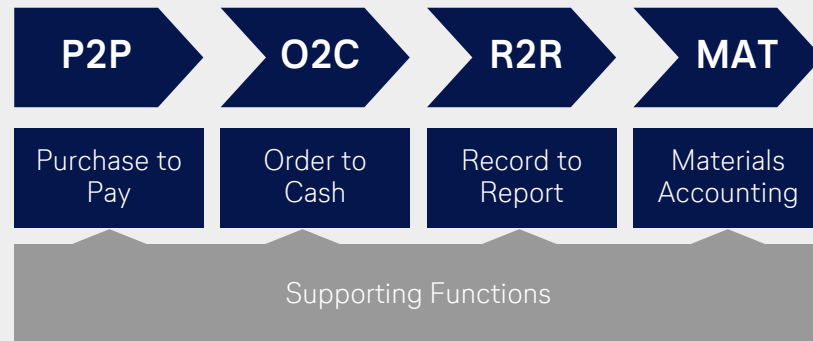 P2P O2C R2R MAT
Purchase to Pay
Order to Cash
Record to Report
Materials Accounting
Supporting Functions